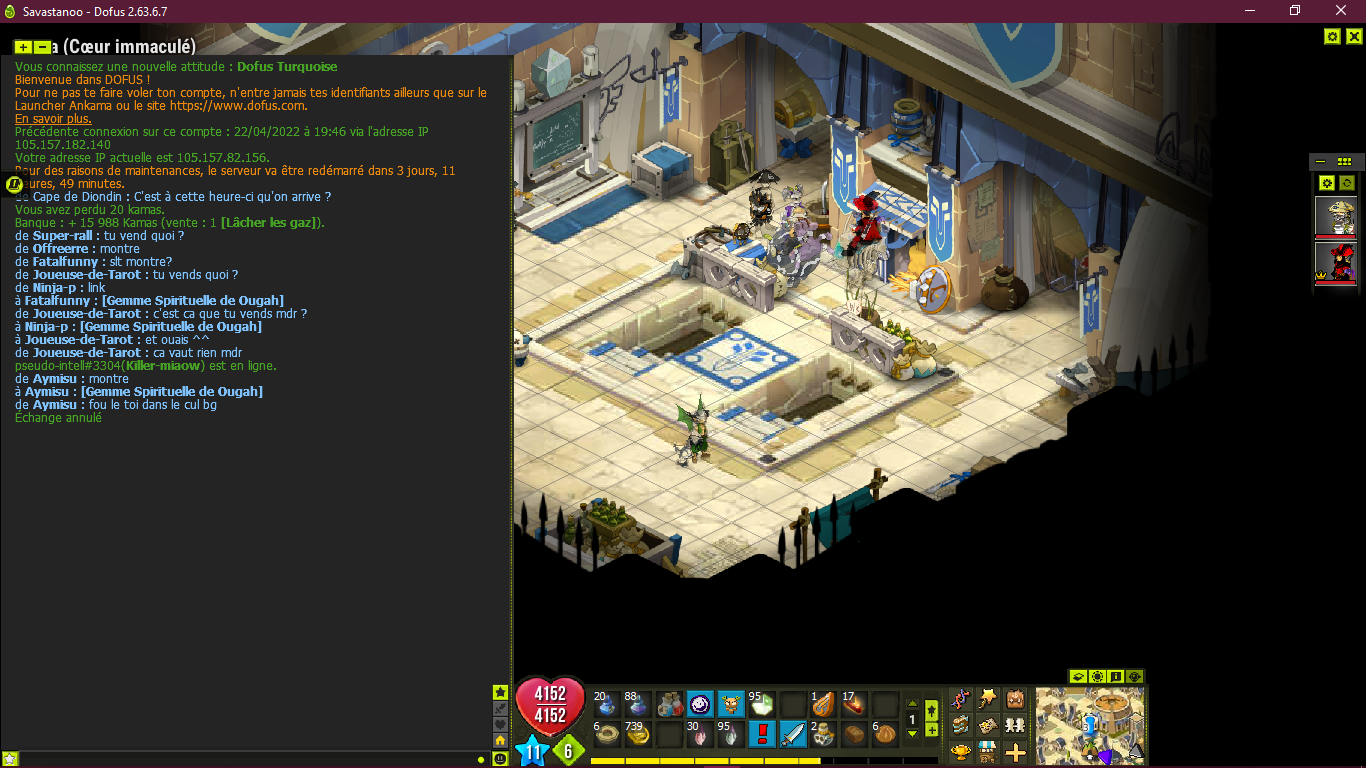 Savastanoo - Dofus 2.63.6.7
a (Cœur immaculé)
Vous connaissez une nouvelle attitude : Dofus Turquoise
Bienvenue dans DOFUS !
Pour ne pas te faire voler ton compte, n'entre jamais tes identifiants ailleurs que sur le
Launcher Ankama ou le site https://www.dofus.com.
En savoir plus.
Précédente connexion sur ce compte : 22/04/2022 à 19:46 via l'adresse IP
105.157.182.140
Votre adresse IP actuelle est 105.157.82.156.
Pour des raisons de maintenances, le serveur va être redémarré dans 3 jours, 11
eures, 49 minutes.
de Cape de Diondin : C'est à cette heure-ci qu'on arrive ?
Vous avez perdu 20 kamas.
Banque : + 15 988 Kamas (vente : 1 [Lâcher les gaz]).
de Super-rall : tu vend quoi ?
de Offreerre : montre
de Fatalfunny : slt montre?
de Joueuse-de-Tarot : tu vends quoi ?
de Ninja-p : link
à Fatalfunny : [Gemme Spirituelle de Ougah]
de Joueuse-de-Tarot : c'est ca que tu vends mdr ?
à Ninja-p : [Gemme Spirituelle de Ougah]
à Joueuse-de-Tarot : et ouais ^^
de Joueuse-de-Tarot : ca vaut rien mdr
pseudo-intell#3304(Killer-miaow) est en ligne.
de Aymisu : montre
à Aymisu : [Gemme Spirituelle de Ougah]
de Aymisu : fou le toi dans le cul bg
Échange annulé
4152
4152
11 6
20 88 95 1 17
6 739 30 95 2 6
1